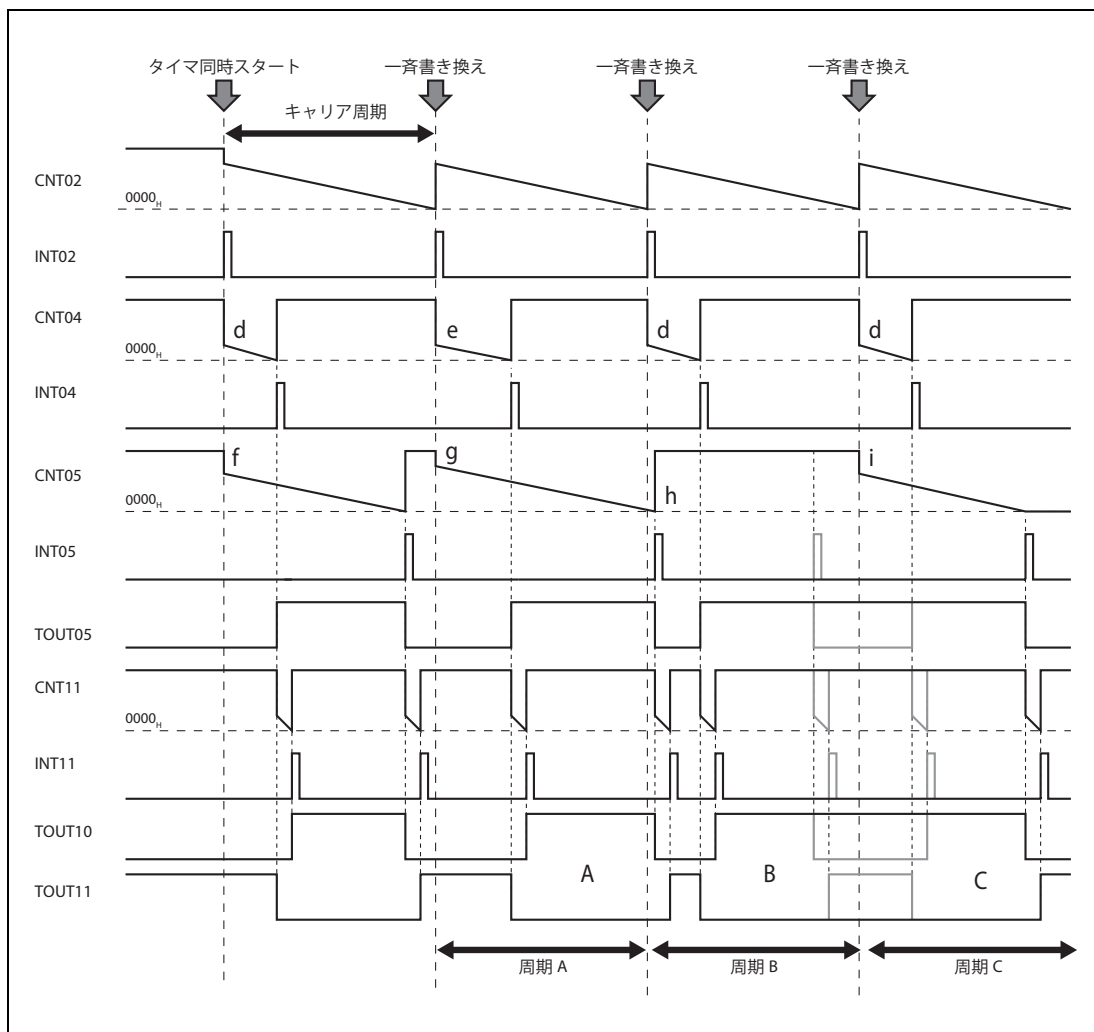 タイマ同時スタート 一斉書き換え 一斉書き換え 一斉書き換え
キャリア周期
CNT02
0000H
INT02
CNT04
d e d d
0000H
INT04
CNT05
f g i
h
0000H
INT05
TOUT05
CNT11
0000H
INT11
TOUT10
A B C
TOUT11
周期 A 周期 B 周期 C